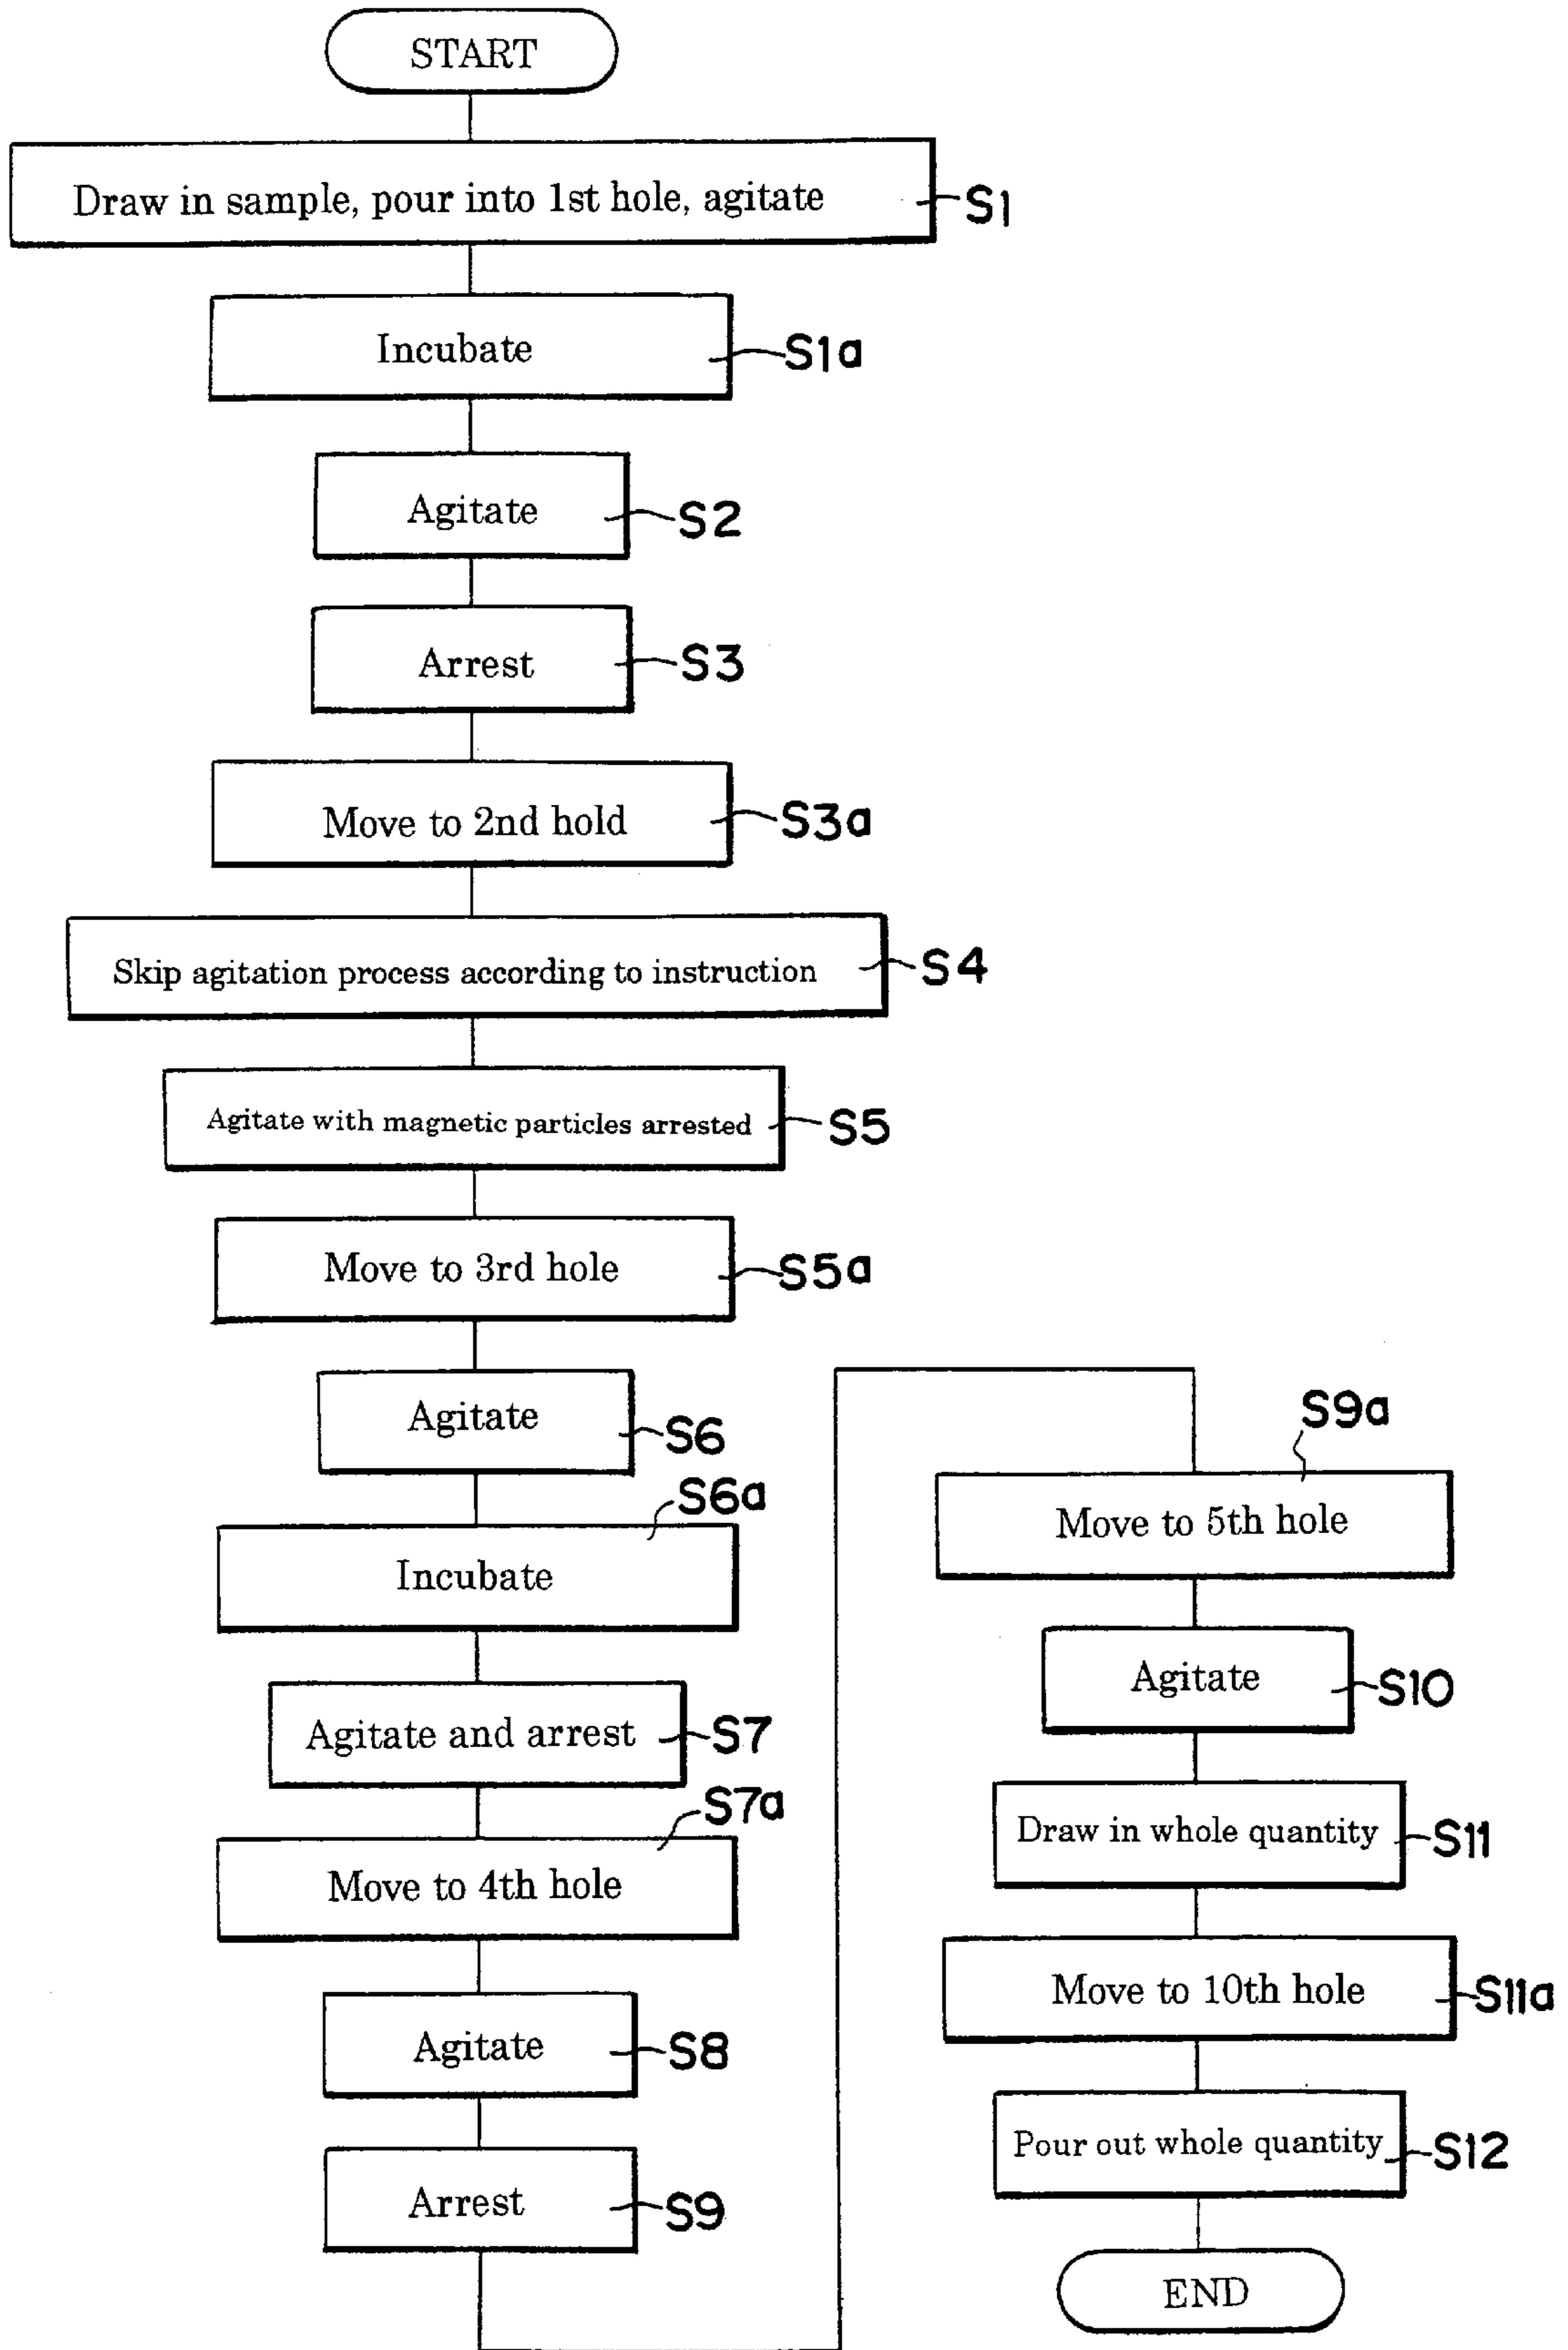 START
Draw in sample, pour into 1st hole, agitate
S1
Incubate
S1a
Agitate
S2
Arrest
S3
Move to 2nd hold
S3a
Skip agitation process according to instruction
S4
Agitate with magnetic particles arrested
S5
Move to 3rd hole
S5a
Agitate
S6
S6a
Incubate
Agitate and arrest
S7
S7a
Move to 4th hole
Agitate
S8
Arrest
S9
S9a
Move to 5th hole
Agitate
S10
Draw in whole quantity
S11
Move to 10th hole
S11a
Pour out whole quantity
S12
END